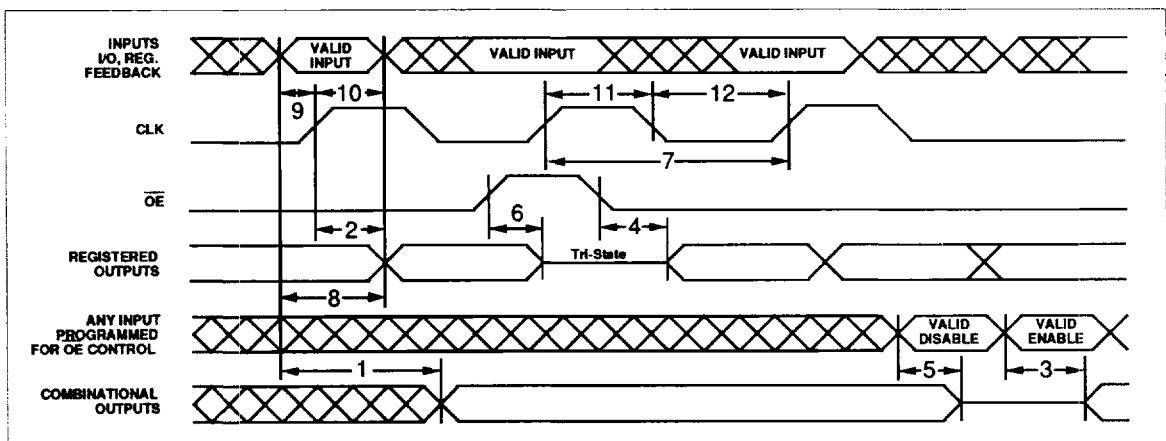 INPUTS
I/O, REG.
FEEDBACK
VALID
INPUT
VALID INPUT
VALID INPUT
9
10
11
12
CLK
7
OE
6
4
2
REGISTERED
OUTPUTS
Tri-State
8
ANY INPUT
PROGRAMMED
FOR OE CONTROL
VALID
DISABLE
VALID
ENABLE
1
5
3
COMBINATIONAL
OUTPUTS